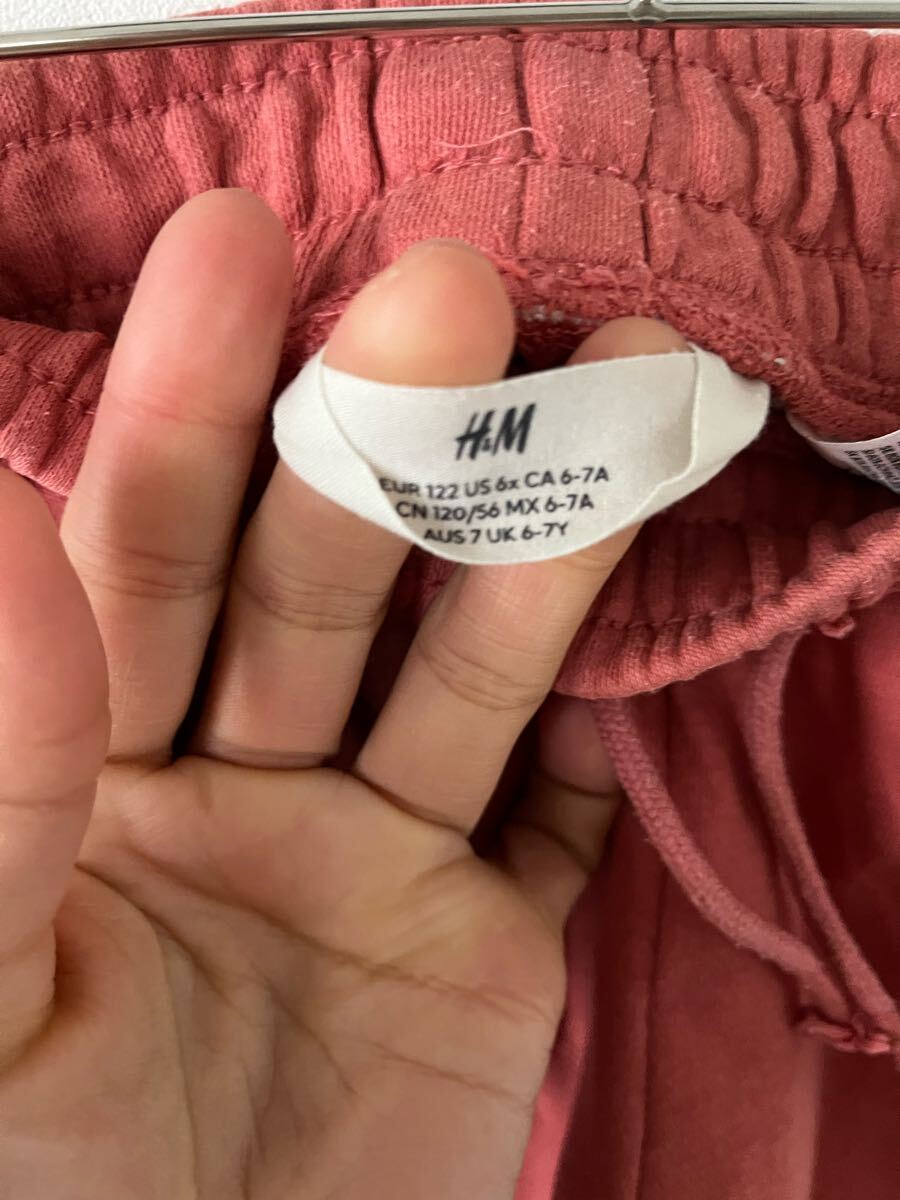 H&M
EUR 122 US 6x CA 6-7A
CN 120/56 MX 6-7A
AUS 7 UK 6-7Y